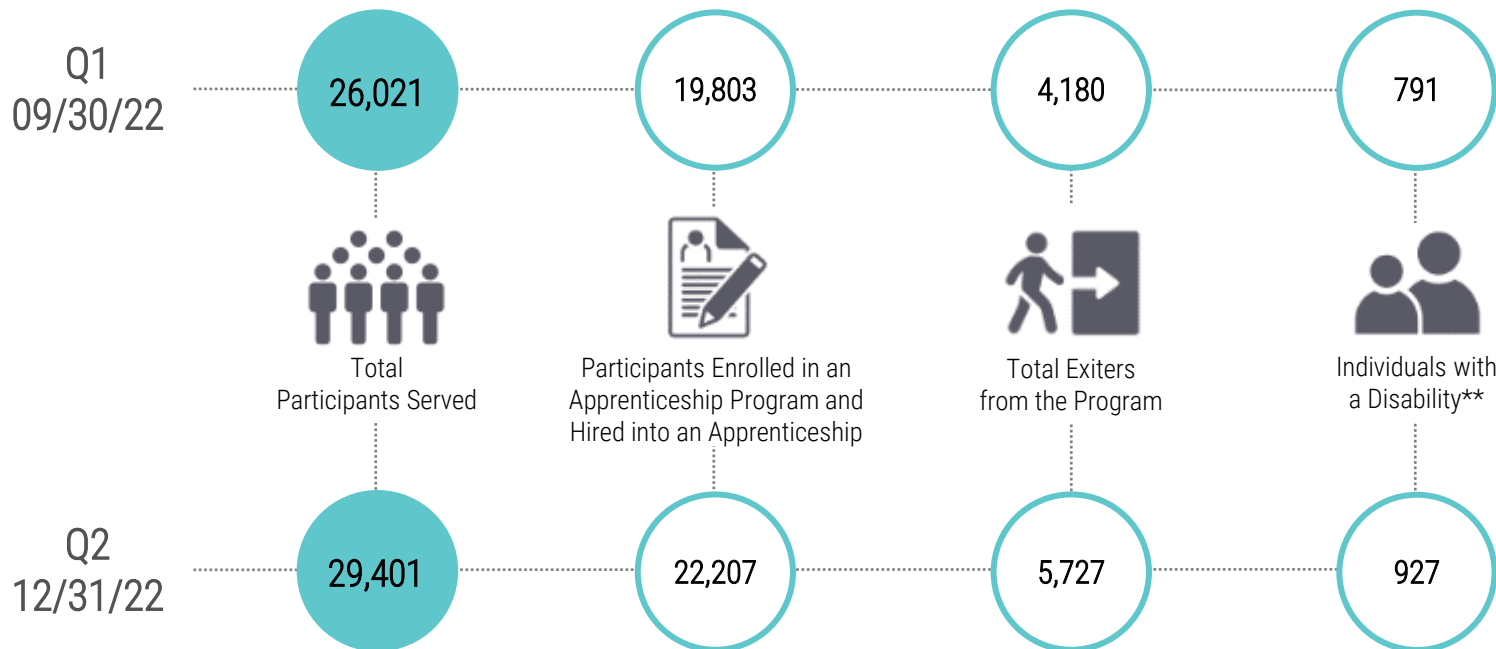 Q1
09/30/22
26,021
19,803
4,180
791
Total
Participants Served
Participants Enrolled in an
Apprenticeship Program and
Hired into an Apprenticeship
Total Exiters
from the Program
Individuals with
a Disability**
Q2
12/31/22
29,401
22,207
5,727
927